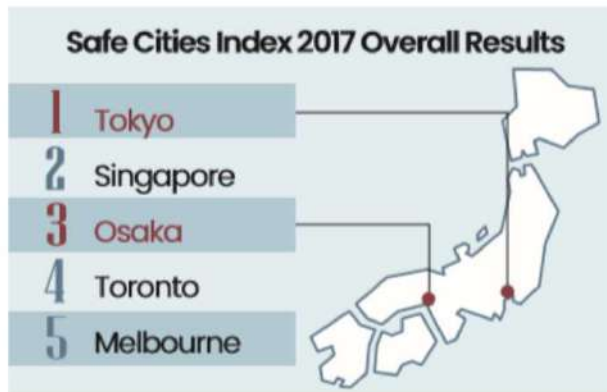 Safe Cities Index 2017 Overall Results
1 Tokyo
2 Singapore
3 Osaka
4 Toronto
5 Melbourne